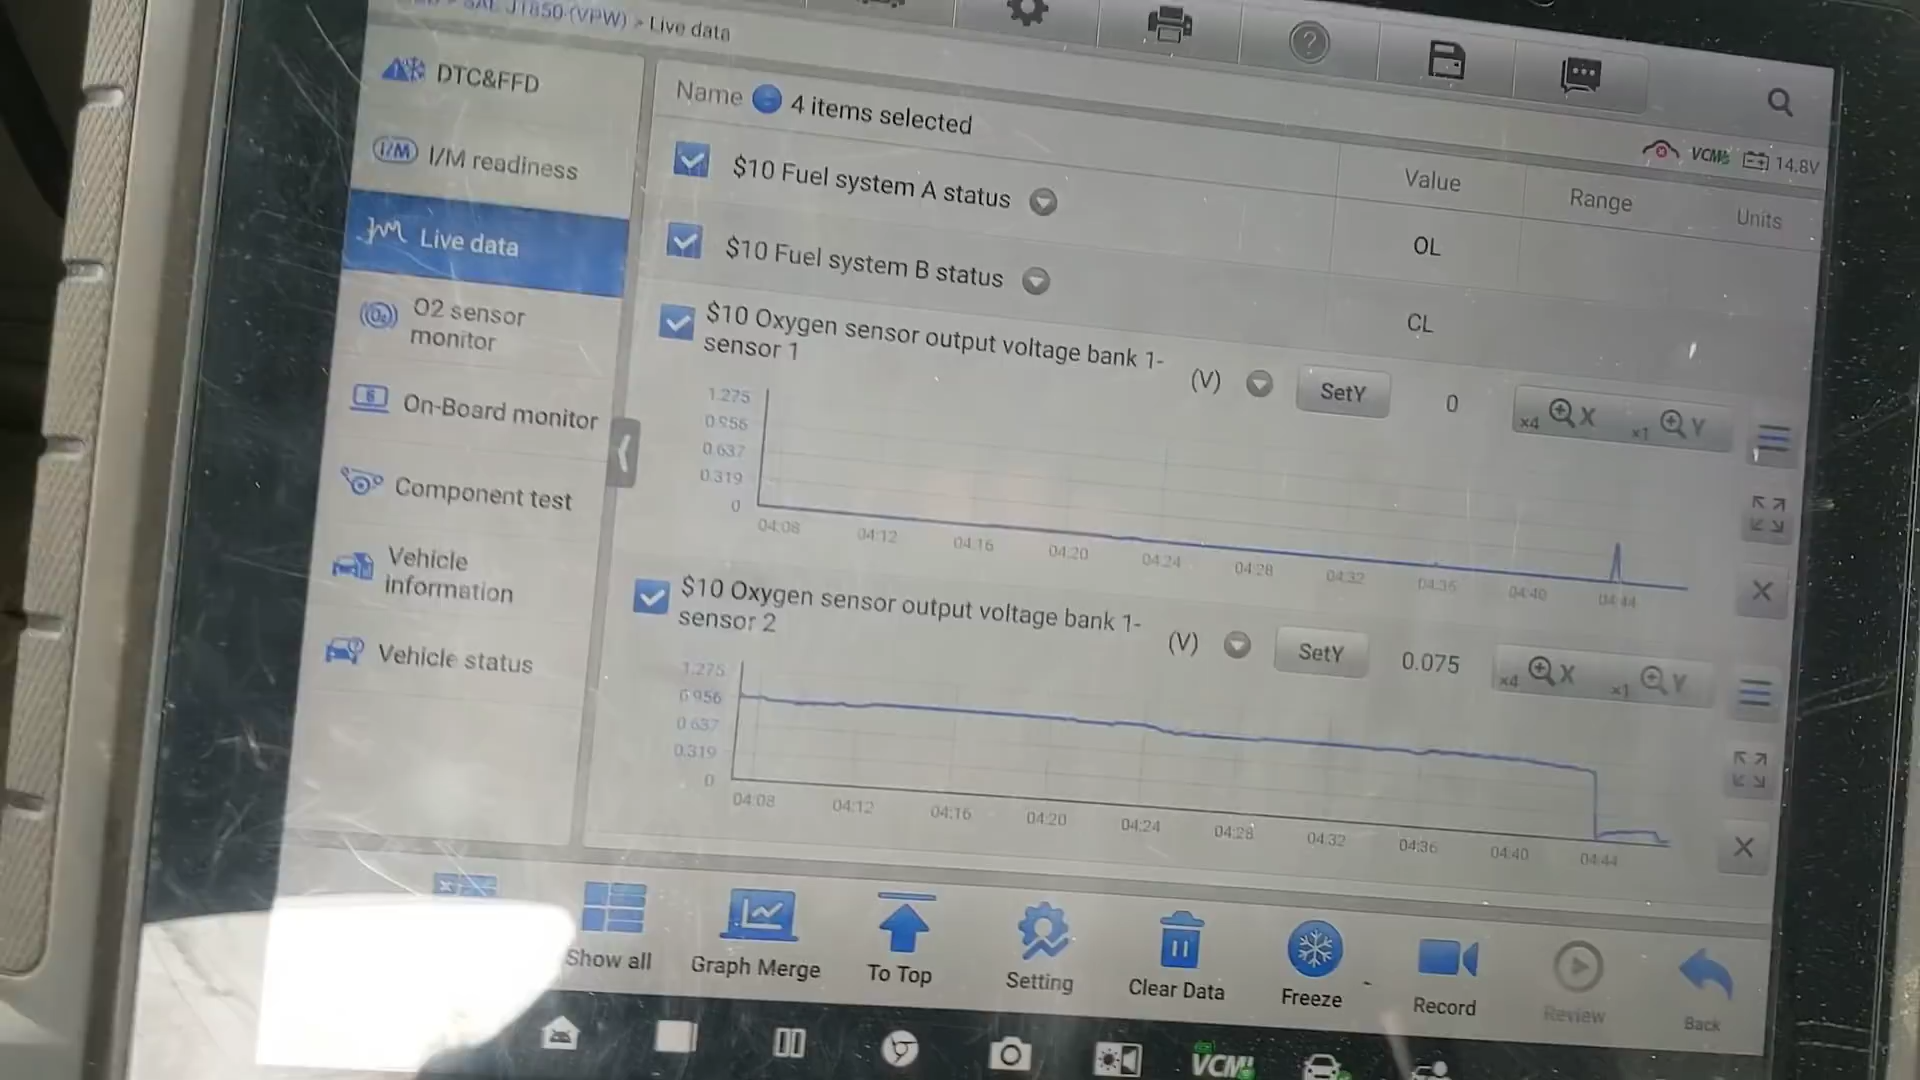 J1850-(VPW) > Live data
DTC&FFD
I/M
I/M readiness
Live data
O2
O2 sensor
monitor
On-Board monitor
Component test
Vehicle
information
Vehicle status
Name 4 items selected
VCMI 14.8V
Value Range Units
$10 Fuel system A status OL
$10 Fuel system B status CL
$10 Oxygen sensor output voltage bank 1-
sensor 1
(V) SetY 0 x4 X x1 Y
1.275
0.956
0.637
0.319
0
04:08 04:12 04:16 04:20 04:24 04:28 04:32 04:36 04:40 04:44
$10 Oxygen sensor output voltage bank 1-
sensor 2
(V) SetY 0.075 x4 X x1 Y
1.275
0.956
0.637
0.319
0
04:08 04:12 04:16 04:20 04:24 04:28 04:32 04:36 04:40 04:44
Show all
Graph Merge
To Top
Setting
Clear Data
Freeze
Record
Review
Back
VCMI